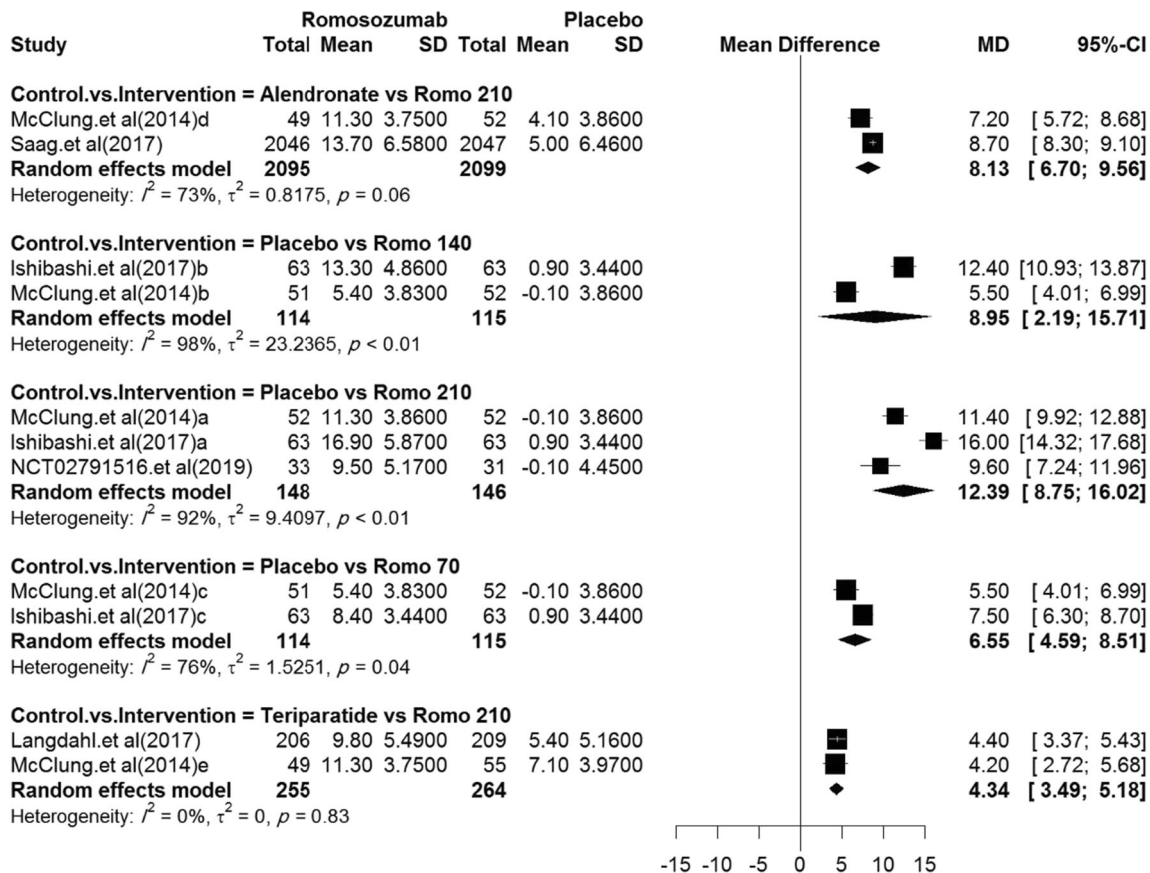 Romosozumab Placebo
Study Total Mean SD Total Mean SD Mean Difference MD 95%-CI
Control.vs.Intervention = Alendronate vs Romo 210
McClung.et al(2014)d 49 11.30 3.7500 52 4.10 3.8600 7.20 [ 5.72; 8.68]
Saag.et al(2017) 2046 13.70 6.5800 2047 5.00 6.4600 8.70 [ 8.30; 9.10]
Random effects model 2095 2099 8.13 [ 6.70; 9.56]
Heterogeneity: I² = 73%, τ² = 0.8175, p = 0.06
Control.vs.Intervention = Placebo vs Romo 140
Ishibashi.et al(2017)b 63 13.30 4.8600 63 0.90 3.4400 12.40 [10.93; 13.87]
McClung.et al(2014)b 51 5.40 3.8300 52 -0.10 3.8600 5.50 [ 4.01; 6.99]
Random effects model 114 115 8.95 [ 2.19; 15.71]
Heterogeneity: I² = 98%, τ² = 23.2365, p < 0.01
Control.vs.Intervention = Placebo vs Romo 210
McClung.et al(2014)a 52 11.30 3.8600 52 -0.10 3.8600 11.40 [ 9.92; 12.88]
Ishibashi.et al(2017)a 63 16.90 5.8700 63 0.90 3.4400 16.00 [14.32; 17.68]
NCT02791516.et al(2019) 33 9.50 5.1700 31 -0.10 4.4500 9.60 [ 7.24; 11.96]
Random effects model 148 146 12.39 [ 8.75; 16.02]
Heterogeneity: I² = 92%, τ² = 9.4097, p < 0.01
Control.vs.Intervention = Placebo vs Romo 70
McClung.et al(2014)c 51 5.40 3.8300 52 -0.10 3.8600 5.50 [ 4.01; 6.99]
Ishibashi.et al(2017)c 63 8.40 3.4400 63 0.90 3.4400 7.50 [ 6.30; 8.70]
Random effects model 114 115 6.55 [ 4.59; 8.51]
Heterogeneity: I² = 76%, τ² = 1.5251, p = 0.04
Control.vs.Intervention = Teriparatide vs Romo 210
Langdahl.et al(2017) 206 9.80 5.4900 209 5.40 5.1600 4.40 [ 3.37; 5.43]
McClung.et al(2014)e 49 11.30 3.7500 55 7.10 3.9700 4.20 [ 2.72; 5.68]
Random effects model 255 264 4.34 [ 3.49; 5.18]
Heterogeneity: I² = 0%, τ² = 0, p = 0.83
-15 -10 -5 0 5 10 15